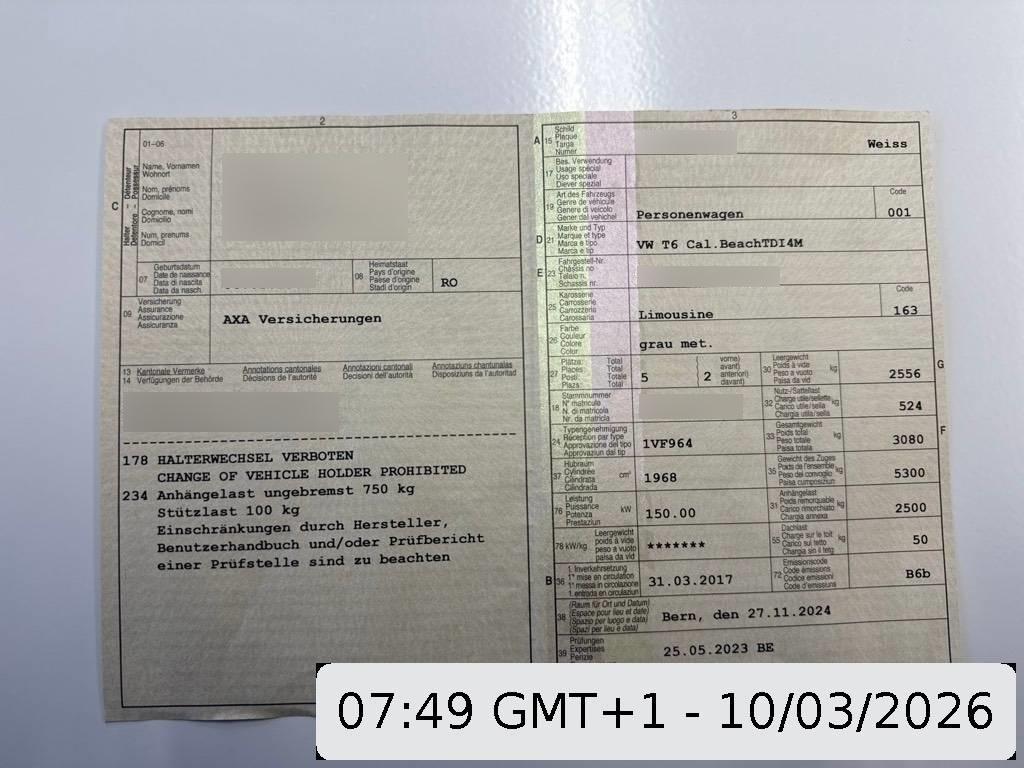 2
01-06
C
Halter - Détenteur
Detentore - Possessur
Name, Vornamen
Wohnort
Nom, prénoms
Domicile
Cognome, nomi
Domicilio
Num, prenums
Domicil
07
Geburtsdatum
Date de naissance
Data di nascita
Data da nasch.
08
Heimatstaat
Pays d'origine
Paese d'origine
Stadi d'origin
RO
09
Versicherung
Assurance
Assicurazione
Assicuranza
AXA Versicherungen
13 Kantonale Vermerke
14 Verfügungen der Behörde
Annotations cantonales
Décisions de l'autorité
Annotazioni cantonali
Decisioni dell'autorità
Annotaziuns chantunalas
Disposiziuns da l'autoritad
178 HALTERWECHSEL VERBOTEN
CHANGE OF VEHICLE HOLDER PROHIBITED
234 Anhängelast ungebremst 750 kg
Stützlast 100 kg
Einschränkungen durch Hersteller,
Benutzerhandbuch und/oder Prüfbericht
einer Prüfstelle sind zu beachten
3
A 15
Schild
Plaque
Targa
Numer
Weiss
17
Bes. Verwendung
Usage spécial
Uso speciale
Diever spezial
19
Art des Fahrzeugs
Genre de véhicule
Genere di veicolo
Gener dal vehichel
Personenwagen
Code
001
D 21
Marke und Typ
Marque et type
Marca e tipo
Marca e tip
VW T6 Cal.BeachTDI4M
E 23
Fahrgestell-Nr.
Châssis no
Telaio n.
Schassis nr.
25
Karosserie
Carrosserie
Carrozzeria
Carossaria
Limousine
Code
163
26
Farbe
Couleur
Colore
Colur
grau met.
27
Plätze: Total
Places: Total
Posti: Totale
Plazs: Total
5
2
vorne)
avant)
anteriori)
davant)
30
Leergewicht
Poids à vide
Peso a vuoto
Paisa da vid
kg
2556
G
18
Stammnummer
N° matricule
N. di matricola
Nr. da matricla
32
Nutz-/Sattellast
Charge utile/sellette
Carico utile/sella
Chargia utila/sella
kg
524
24
Typengenehmigung
Réception par type
Approvazione del tipo
Approvaziun dal tip
1VF964
33
Gesamtgewicht
Poids total
Peso totale
Paisa totala
kg
3080
F
37
Hubraum
Cylindrée
Cilindrata
Cilindrada
cm³
1968
35
Gewicht des Zuges
Poids de l'ensemble
Peso del convoglio
Paisa cumposiziun
kg
5300
76
Leistung
Puissance
Potenza
Prestaziun
kW
150.00
31
Anhängelast
Poids remorquable
Carico rimorchiato
Chargia annexa
kg
2500
78 kW/kg
Leergewicht
poids à vide
peso a vuoto
paisa da vid
*******
55
Dachlast
Charge sur le toit
Carico sul tetto
Chargia sin il tetg
kg
50
B 36
1. Inverkehrsetzung
1re mise en circulation
1a messa in circolazione
1. entrada en circulaziun
31.03.2017
72
Emissionscode
Code émissions
Codice emissioni
Code d'emissiuns
B6b
38
(Raum für Ort und Datum)
(Espace pour lieu et date)
(Spazio per luogo e data)
(Spazi per lieu e data)
Bern, den 27.11.2024
39
Prüfungen
Expertises
Perizie
25.05.2023 BE
07:49 GMT+1 - 10/03/2026